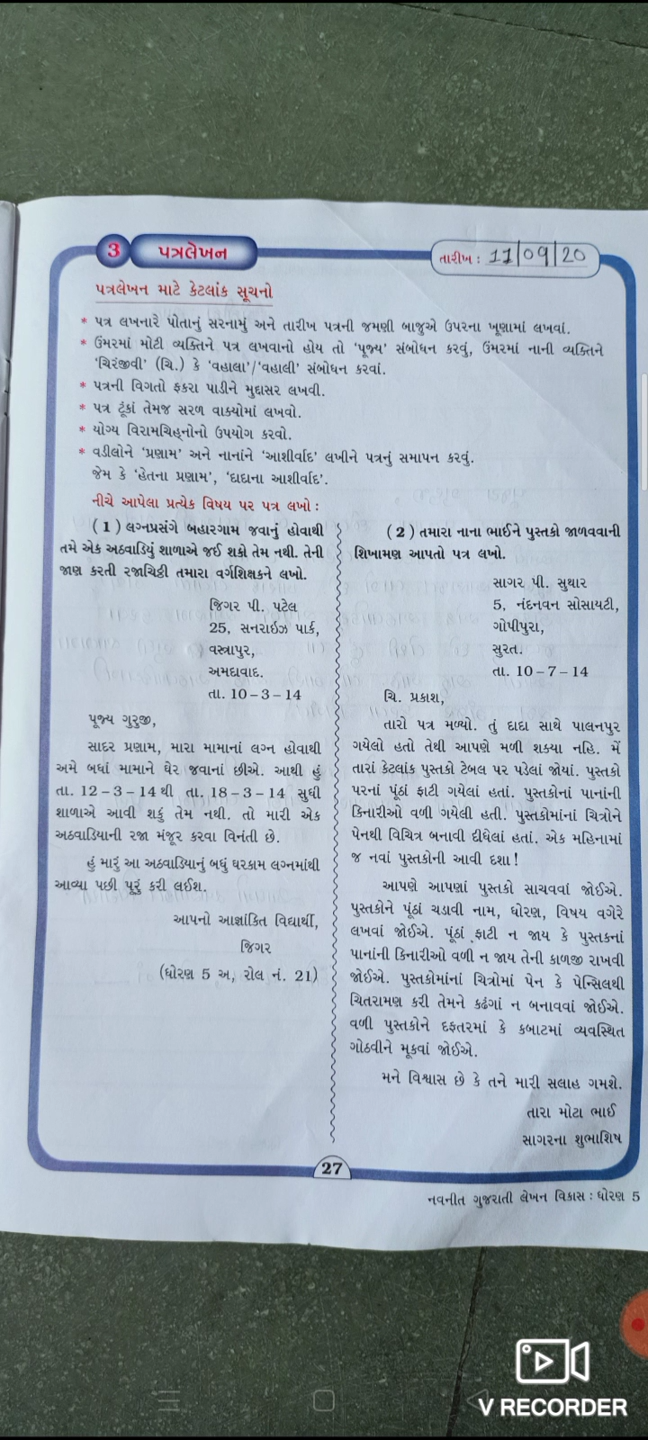 3 પત્રલેખન
તારીખ : 11/09/20
પત્રલેખન માટે કેટલાંક સૂચનો
* પત્ર લખનારે પોતાનું સરનામું અને તારીખ પત્રની જમણી બાજુએ ઉપરના ખૂણામાં લખવાં.
* ઉંમરમાં મોટી વ્યક્તિને પત્ર લખવાનો હોય તો ‘પૂજ્ય’ સંબોધન કરવું, ઉંમરમાં નાની વ્યક્તિને
‘ચિરંજીવી’ (ચિ.) કે ‘વહાલા’/‘વહાલી’ સંબોધન કરવાં.
* પત્રની વિગતો ફકરા પાડીને મુદ્દાસર લખવી.
* પત્ર ટૂંકાં તેમજ સરળ વાક્યોમાં લખવો.
* યોગ્ય વિરામચિહ્નોનો ઉપયોગ કરવો.
* વડીલોને ‘પ્રણામ’ અને નાનાંને ‘આશીર્વાદ’ લખીને પત્રનું સમાપન કરવું.
જેમ કે ‘હેતના પ્રણામ’, ‘દાદાના આશીર્વાદ’.
નીચે આપેલા પ્રત્યેક વિષય પર પત્ર લખો :
(1) લગ્નપ્રસંગે બહારગામ જવાનું હોવાથી
તમે એક અઠવાડિયું શાળાએ જઈ શકો તેમ નથી. તેની
જાણ કરતી રજાચિઠ્ઠી તમારા વર્ગશિક્ષકને લખો.
જિગર પી. પટેલ
25, સનરાઇઝ પાર્ક,
વસ્ત્રાપુર,
અમદાવાદ.
તા. 10-3-14
પૂજ્ય ગુરુજી,
સાદર પ્રણામ, મારા મામાનાં લગ્ન હોવાથી
અમે બધાં મામાને ઘેર જવાનાં છીએ. આથી હું
તા. 12-3-14થી તા. 18-3-14 સુધી
શાળાએ આવી શકું તેમ નથી. તો મારી એક
અઠવાડિયાની રજા મંજૂર કરવા વિનંતી છે.
હું મારું આ અઠવાડિયાનું બધું ઘરકામ લગ્નમાંથી
આવ્યા પછી પૂરું કરી લઈશ.
આપનો આજ્ઞાંકિત વિદ્યાર્થી,
જિગર
(ધોરણ 5 અ, રોલ નં. 21)
(2) તમારા નાના ભાઈને પુસ્તકો જાળવવાની
શિખામણ આપતો પત્ર લખો.
સાગર પી. સુથાર
5, નંદનવન સોસાયટી,
ગોપીપુરા,
સુરત.
તા. 10-7-14
ચિ. પ્રકાશ,
તારો પત્ર મળ્યો. તું દાદા સાથે પાલનપુર
ગયેલો હતો તેથી આપણે મળી શક્યા નહિ. મેં
તારાં કેટલાંક પુસ્તકો ટેબલ પર પડેલાં જોયાં. પુસ્તકો
પરનાં પૂંઠાં ફાટી ગયેલાં હતાં. પુસ્તકોનાં પાનાંની
કિનારીઓ વળી ગયેલી હતી. પુસ્તકોમાંનાં ચિત્રોને
પેનથી વિચિત્ર બનાવી દીધેલાં હતાં. એક મહિનામાં
જ નવાં પુસ્તકોની આવી દશા!
આપણે આપણાં પુસ્તકો સાચવવાં જોઈએ.
પુસ્તકોને પૂંઠાં ચડાવી નામ, ધોરણ, વિષય વગેરે
લખવાં જોઈએ. પૂંઠાં ફાટી ન જાય કે પુસ્તકનાં
પાનાંની કિનારીઓ વળી ન જાય તેની કાળજી રાખવી
જોઈએ. પુસ્તકોમાંનાં ચિત્રોમાં પેન કે પેન્સિલથી
ચિતરામણ કરી તેમને કઢંગાં ન બનાવવાં જોઈએ.
વળી પુસ્તકોને દફતરમાં કે કબાટમાં વ્યવસ્થિત
ગોઠવીને મૂકવાં જોઈએ.
મને વિશ્વાસ છે કે તને મારી સલાહ ગમશે.
તારા મોટા ભાઈ
સાગરના શુભાશિષ
27
નવનીત ગુજરાતી લેખન વિકાસ : ધોરણ 5
V RECORDER